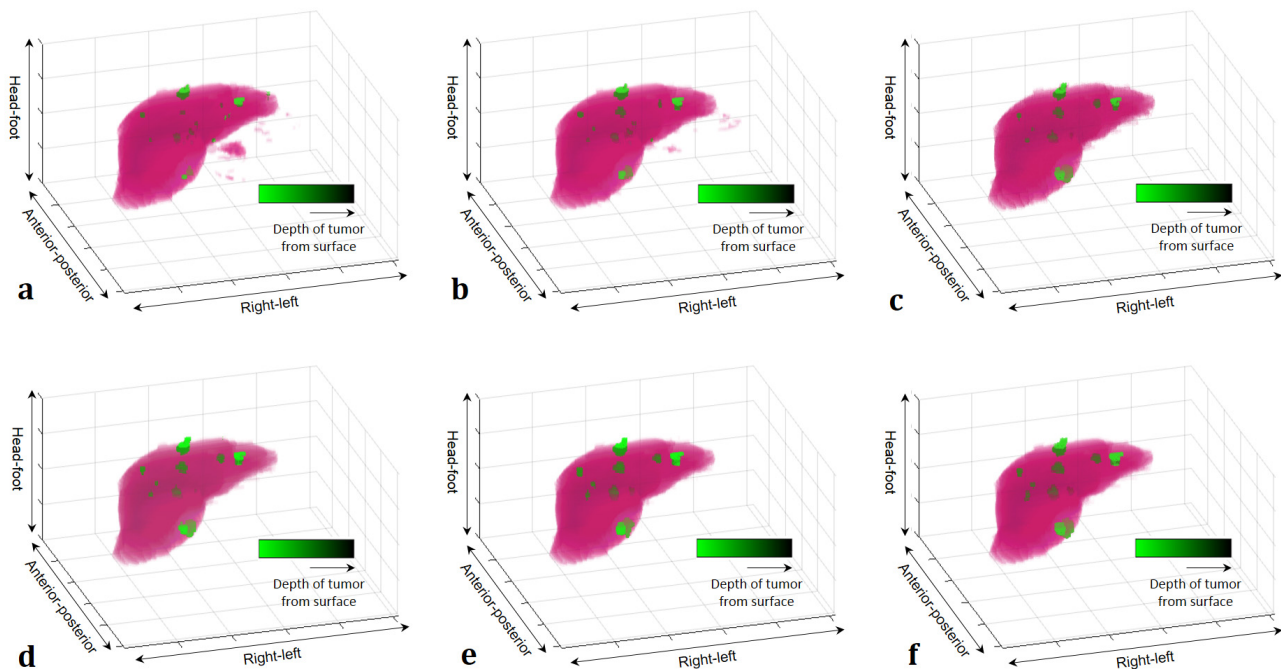 Head-foot
Anterior-posterior
Right-left
Depth of tumor
from surface
a
Head-foot
Anterior-posterior
Right-left
Depth of tumor
from surface
b
Head-foot
Anterior-posterior
Right-left
Depth of tumor
from surface
c
Head-foot
Anterior-posterior
Right-left
Depth of tumor
from surface
d
Head-foot
Anterior-posterior
Right-left
Depth of tumor
from surface
e
Head-foot
Anterior-posterior
Right-left
Depth of tumor
from surface
f